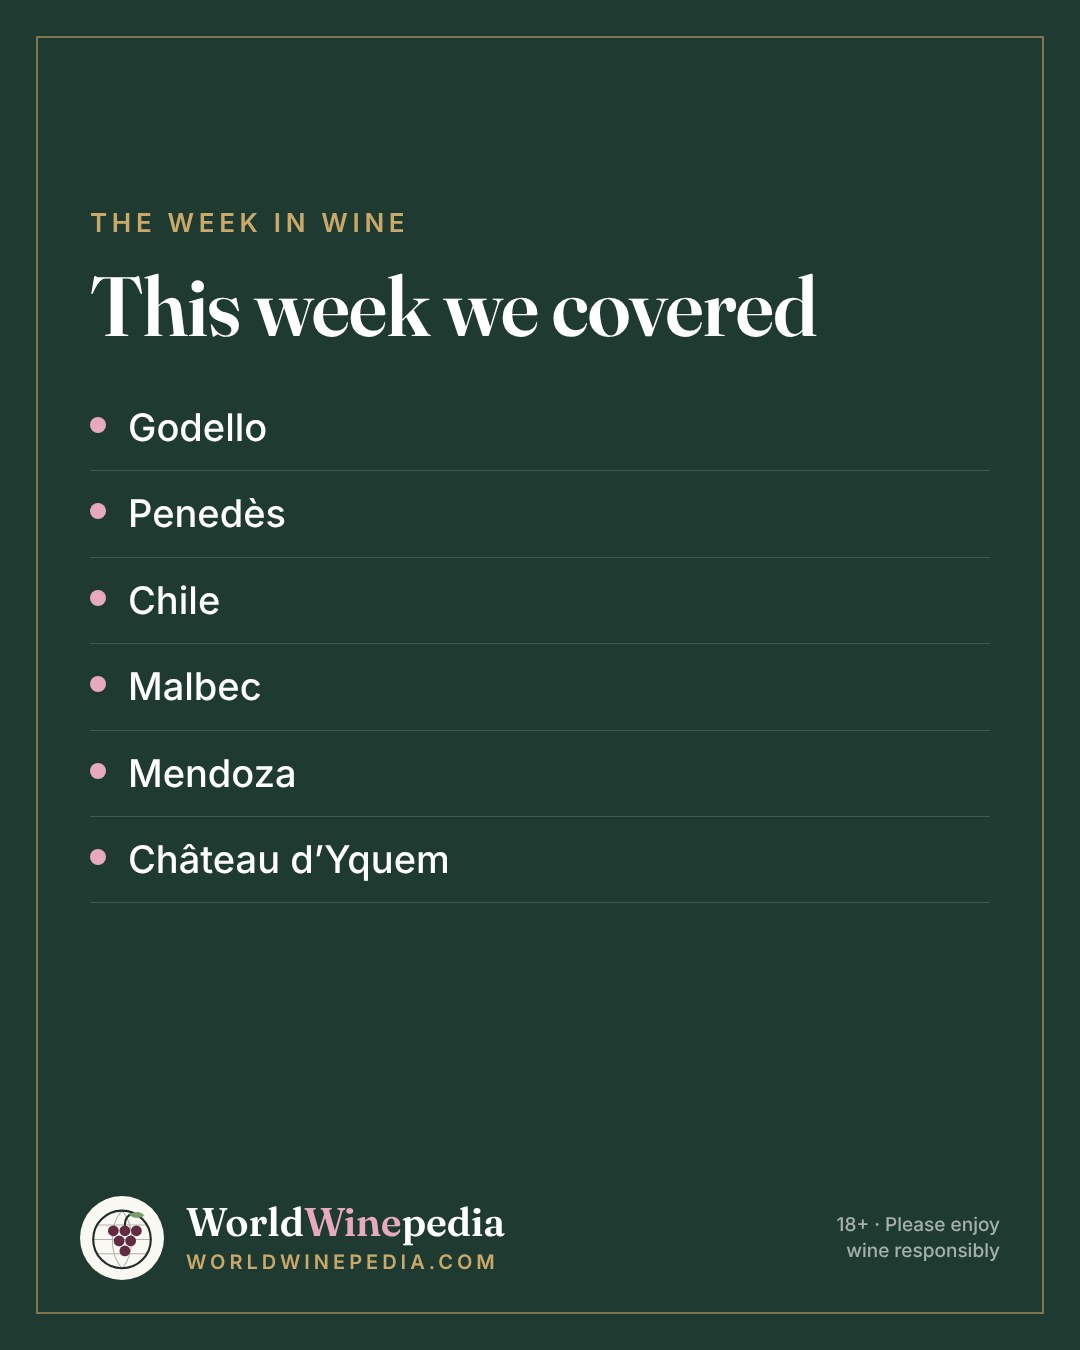 THE WEEK IN WINE
This week we covered
Godello
Penedès
Chile
Malbec
Mendoza
Château d’Yquem
WorldWinepedia
WORLDWINEPEDIA.COM
18+ · Please enjoy
wine responsibly